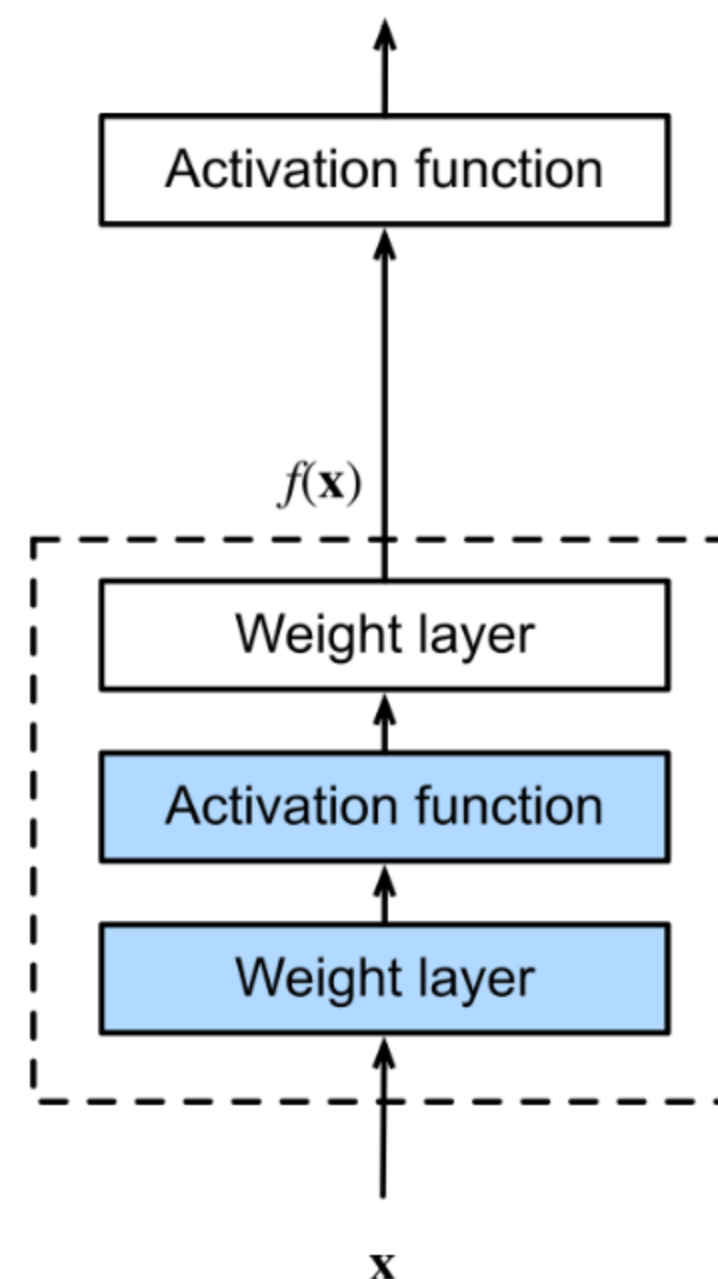 Activation function
f(x)
Weight layer
Activation function
Weight layer
x